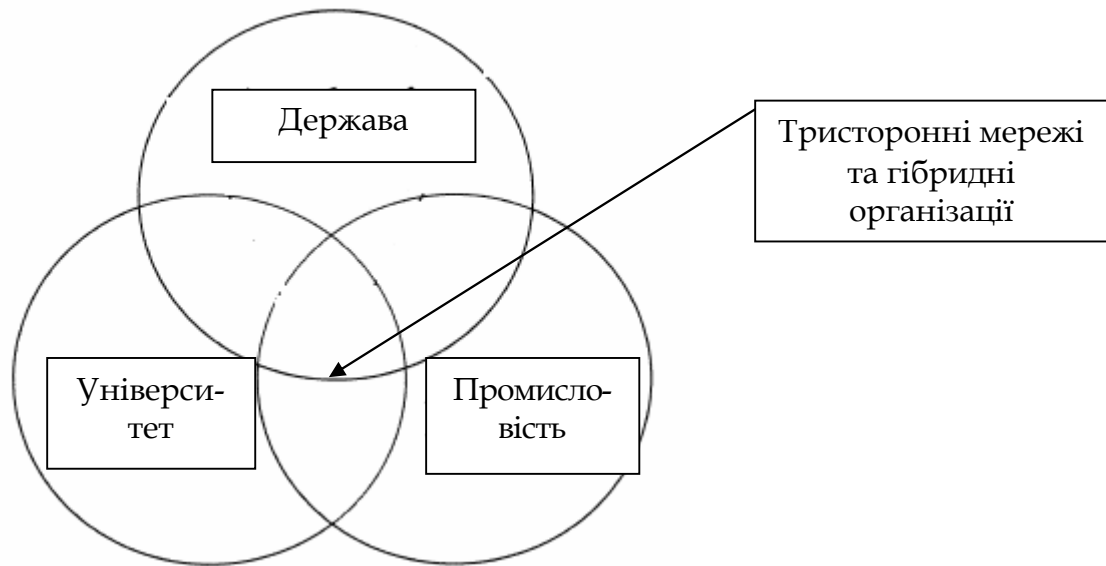 Держава
Тристоронні мережі
та гібридні
організації
Універси-
тет
Промисло-
вість